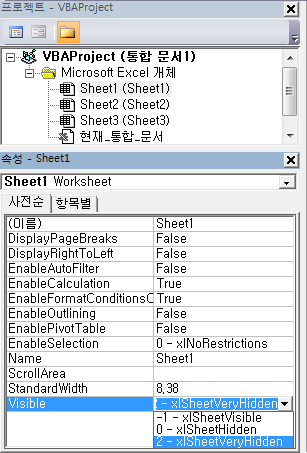 프로젝트 - VBAProject
VBAProject (통합 문서1)
Microsoft Excel 개체
Sheet1 (Sheet1)
Sheet2 (Sheet2)
Sheet3 (Sheet3)
현재_통합_문서
속성 - Sheet1
Sheet1 Worksheet
사전순 항목별
(이름) Sheet1
DisplayPageBreaks False
DisplayRightToLeft False
EnableAutoFilter False
EnableCalculation True
EnableFormatConditionsC True
EnableOutlining False
EnablePivotTable False
EnableSelection 0 - xlNoRestrictions
Name Sheet1
ScrollArea
StandardWidth 8,38
Visible - xlSheetVeryHidden
-1 - xlSheetVisible
0 - xlSheetHidden
2 - xlSheetVeryHidden